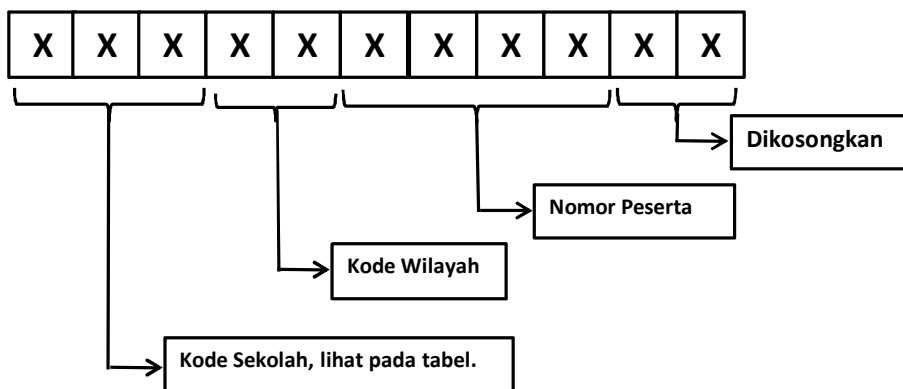 X X X X X X X X X X X
Dikosongkan
Nomor Peserta
Kode Wilayah
Kode Sekolah, lihat pada tabel.